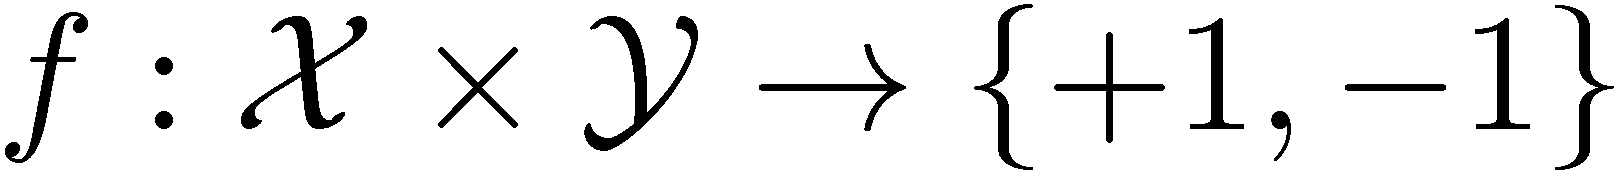 f : 𝒳 × 𝒴 → {+1, −1}